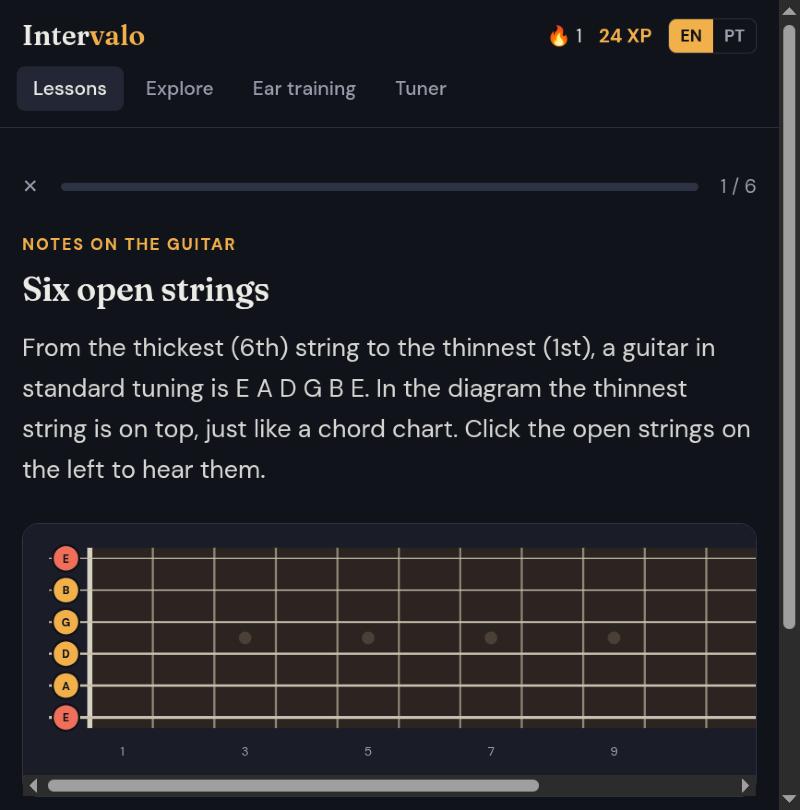 Intervalo
🔥 1 24 XP EN PT
Lessons Explore Ear training Tuner
✕ 1 / 6
NOTES ON THE GUITAR
Six open strings
From the thickest (6th) string to the thinnest (1st), a guitar in
standard tuning is E A D G B E. In the diagram the thinnest
string is on top, just like a chord chart. Click the open strings on
the left to hear them.
E
B
G
D
A
E
1 3 5 7 9